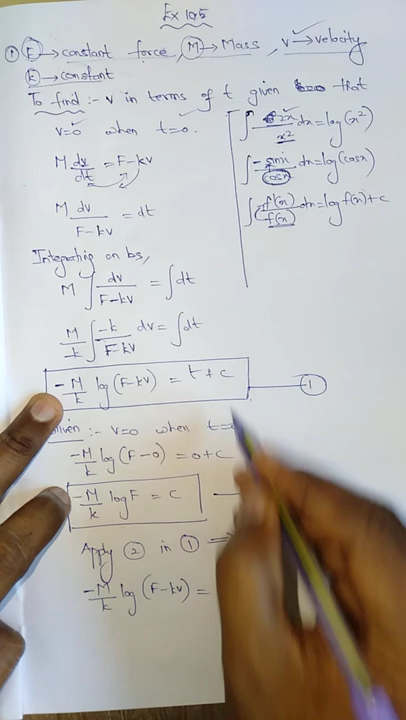 Ex 10.5
① F → constant force, M → Mass, v → velocity
k → constant
To find :- v in terms of t given that
v=0 when t=0.
M dv/dt = F-kv
M dv/F-kv = dt
Integrating on bs,
M ∫ dv/F-kv = ∫dt
M/k ∫ -k/F-kv dv = ∫dt
-M/k log(F-kv) = t+c — ①
Given :- v=0 when t=
-M/k log(F-0) = 0+c
-M/k log F = c —
Apply ② in ① ⇒
-M/k log(F-kv) =
∫ 2x/x² dx = log(x²)
∫ -sinx/cosx dx = log(cosx)
∫ f'(x)/f(x) dx = log f(x)+c